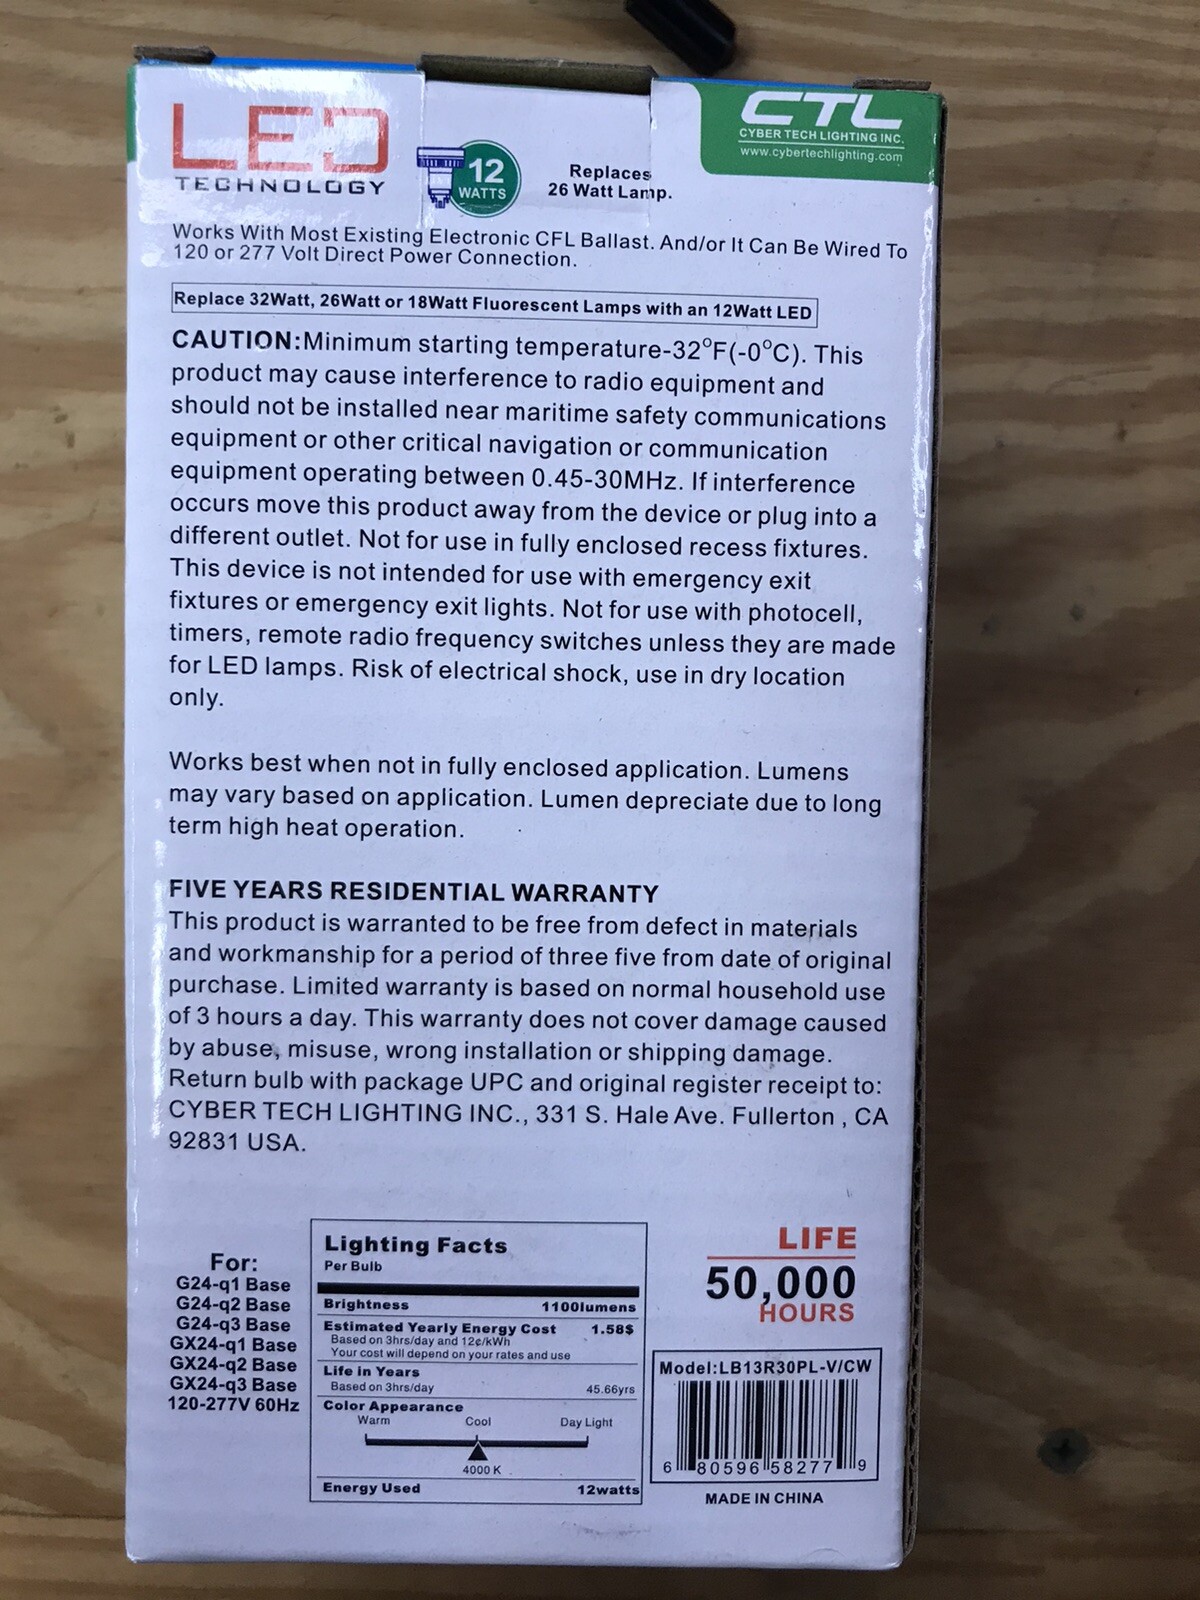 LED
TECHNOLOGY
12
WATTS
Replaces
26 Watt Lamp.
CTL
CYBER TECH LIGHTING INC.
www.cybertechlighting.com
Works With Most Existing Electronic CFL Ballast. And/or It Can Be Wired To
120 or 277 Volt Direct Power Connection.
Replace 32Watt, 26Watt or 18Watt Fluorescent Lamps with an 12Watt LED
CAUTION:Minimum starting temperature-32°F(-0°C). This
product may cause interference to radio equipment and
should not be installed near maritime safety communications
equipment or other critical navigation or communication
equipment operating between 0.45-30MHz. If interference
occurs move this product away from the device or plug into a
different outlet. Not for use in fully enclosed recess fixtures.
This device is not intended for use with emergency exit
fixtures or emergency exit lights. Not for use with photocell,
timers, remote radio frequency switches unless they are made
for LED lamps. Risk of electrical shock, use in dry location
only.
Works best when not in fully enclosed application. Lumens
may vary based on application. Lumen depreciate due to long
term high heat operation.
FIVE YEARS RESIDENTIAL WARRANTY
This product is warranted to be free from defect in materials
and workmanship for a period of three five from date of original
purchase. Limited warranty is based on normal household use
of 3 hours a day. This warranty does not cover damage caused
by abuse, misuse, wrong installation or shipping damage.
Return bulb with package UPC and original register receipt to:
CYBER TECH LIGHTING INC., 331 S. Hale Ave. Fullerton , CA
92831 USA.
For:
G24-q1 Base
G24-q2 Base
G24-q3 Base
GX24-q1 Base
GX24-q2 Base
GX24-q3 Base
120-277V 60Hz
Lighting Facts
Per Bulb
Brightness 1100lumens
Estimated Yearly Energy Cost 1.58$
Based on 3hrs/day and 12¢/kWh
Your cost will depend on your rates and use
Life in Years
Based on 3hrs/day 45.66yrs
Color Appearance
Warm Cool Day Light
4000 K
Energy Used 12watts
LIFE
50,000
HOURS
Model:LB13R30PL-V/CW
6 80596 58277 9
MADE IN CHINA